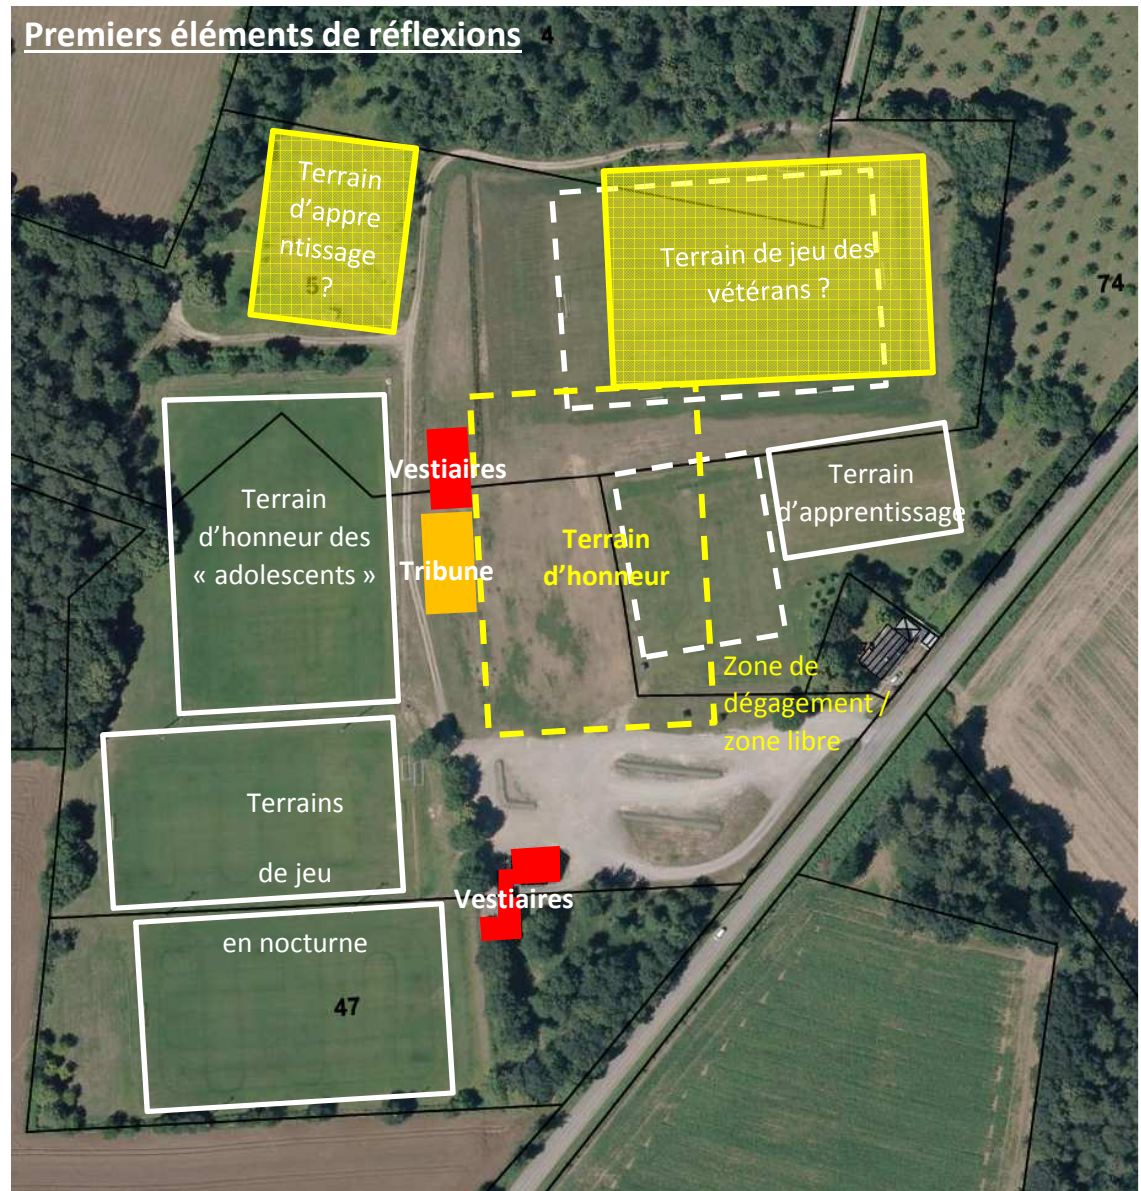 Premiers éléments de réflexions
4
Terrain
d'appre
ntissage
?
5
Terrain de jeu des
vétérans ?
74
Vestiaires
Terrain
d'honneur des
« adolescents »
Tribune
Terrain
d'honneur
Terrain
d'apprentissage
Zone de
dégagement /
zone libre
Terrains
de jeu
en nocturne
Vestiaires
47